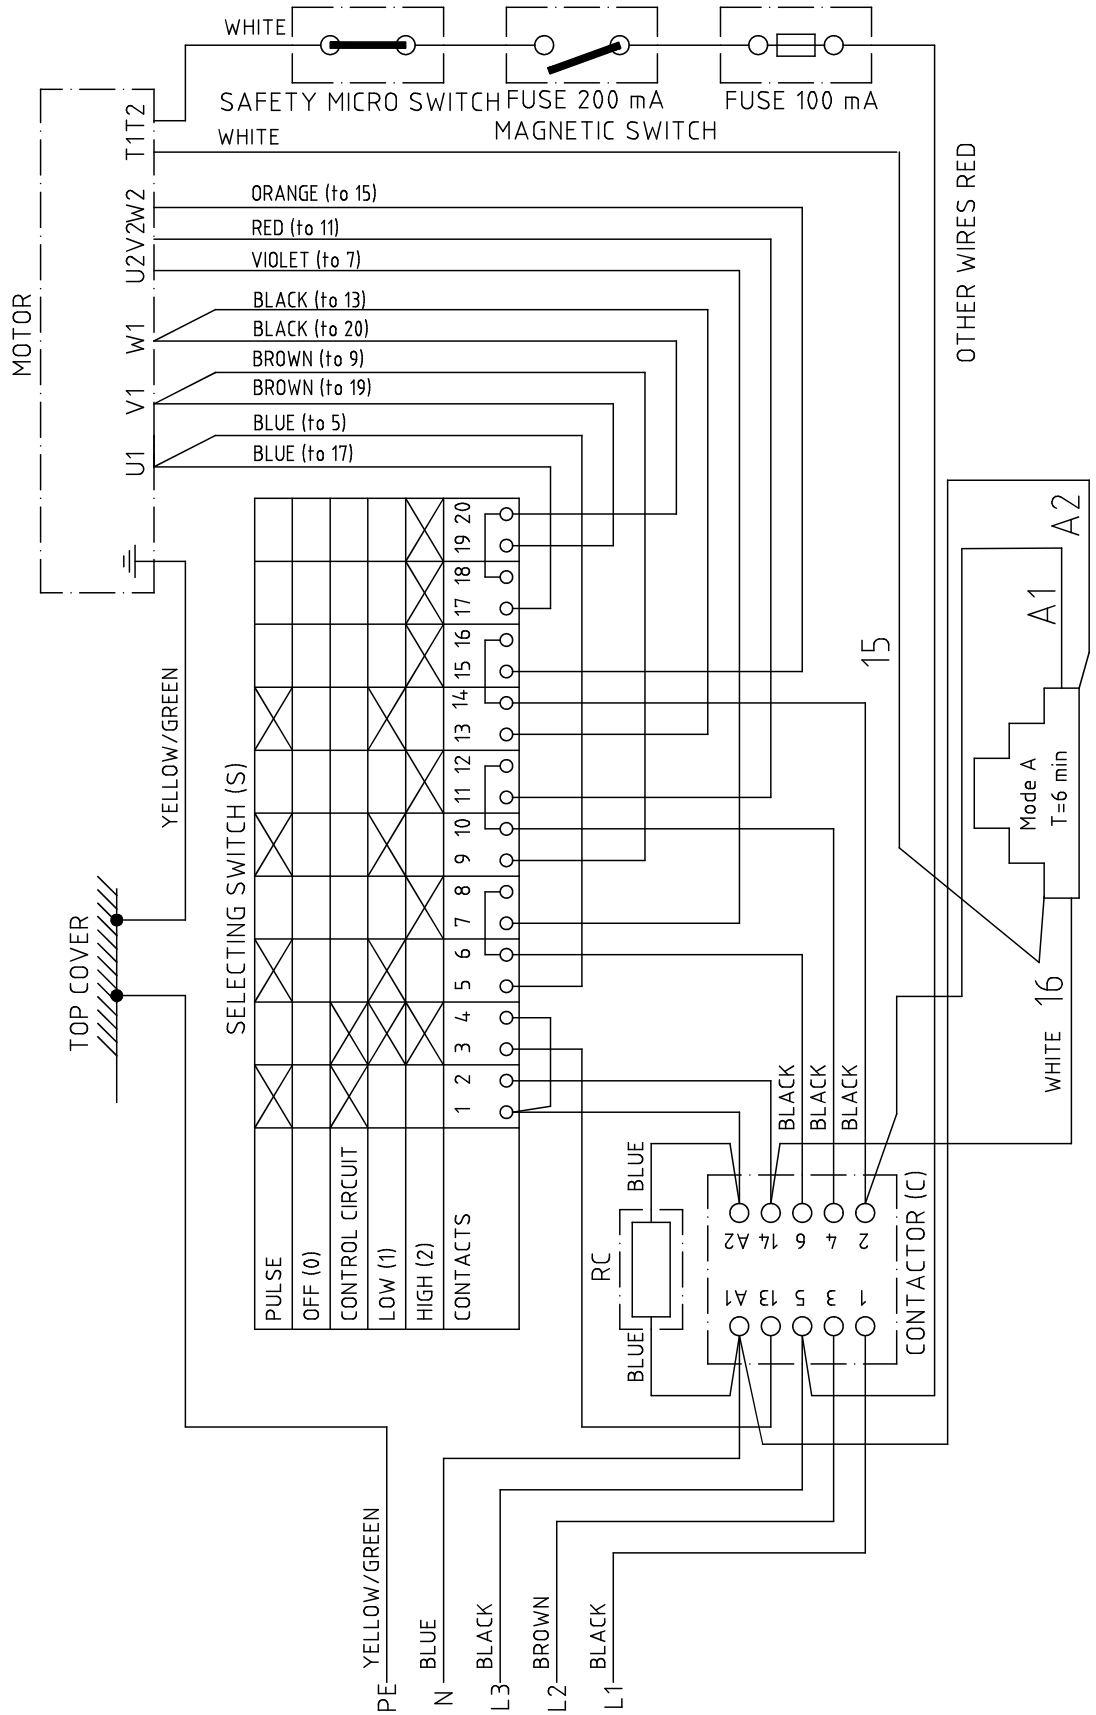 WHITE
SAFETY MICRO SWITCH
FUSE 200 mA
MAGNETIC SWITCH
FUSE 100 mA
WHITE
OTHER WIRES RED
MOTOR
T1 T2
U2 V2 W2
W1
V1
U1
ORANGE (to 15)
RED (to 11)
VIOLET (to 7)
BLACK (to 13)
BLACK (to 20)
BROWN (to 9)
BROWN (to 19)
BLUE (to 5)
BLUE (to 17)
YELLOW/GREEN
TOP COVER
SELECTING SWITCH (S)
PULSE
OFF (0)
CONTROL CIRCUIT
LOW (1)
HIGH (2)
CONTACTS 1 2 3 4 5 6 7 8 9 10 11 12 13 14 15 16 17 18 19 20
15
A1
A2
Mode A
T=6 min
16
WHITE
BLACK
BLACK
BLACK
BLUE
RC
BLUE
A2 14 6 4 2
A1 13 5 3 1
CONTACTOR (C)
YELLOW/GREEN
PE
BLUE
N
BLACK
L3
BROWN
L2
BLACK
L1